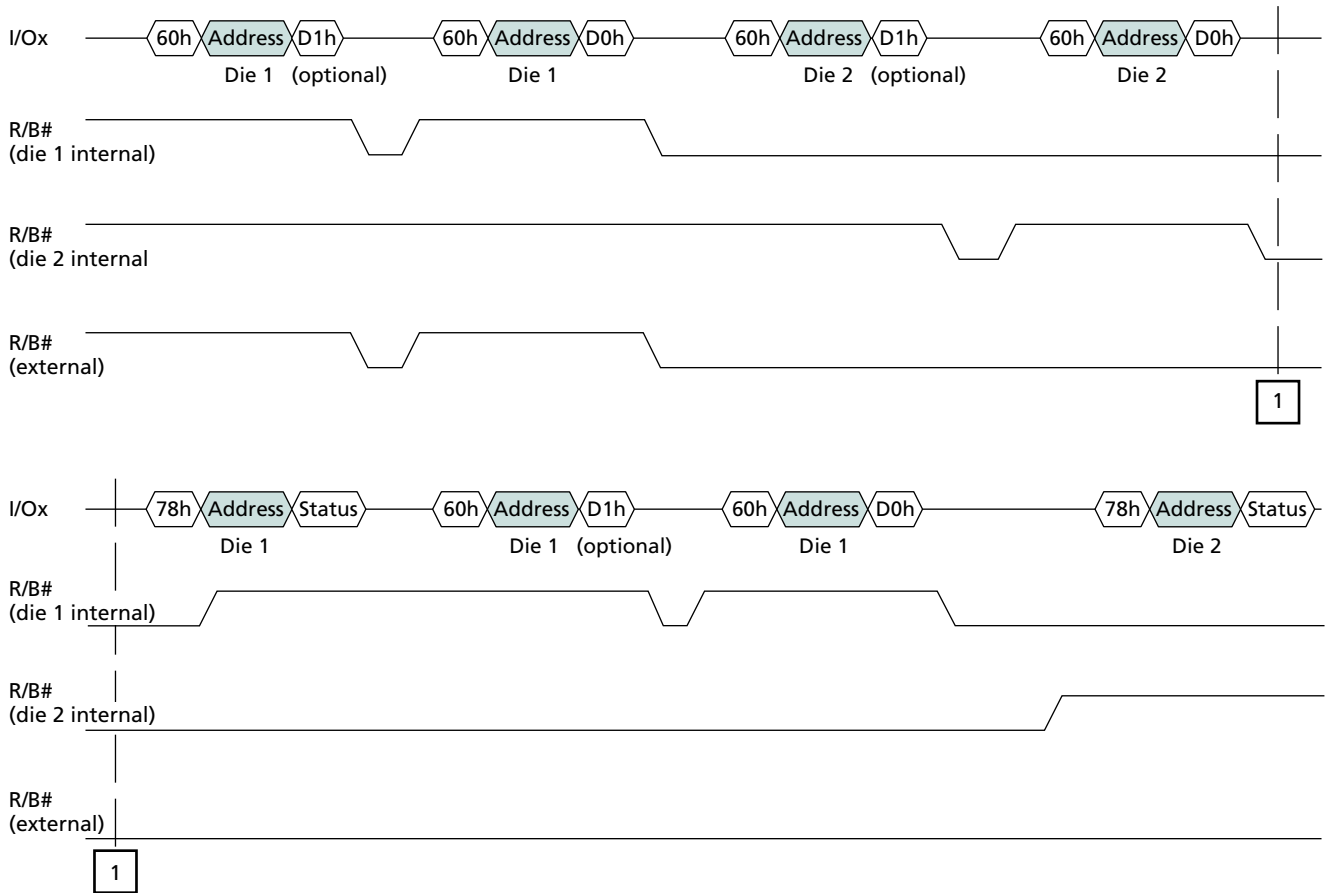 I/Ox 60h Address D1h 60h Address D0h 60h Address D1h 60h Address D0h
Die 1 (optional) Die 1 Die 2 (optional) Die 2
R/B#
(die 1 internal)
R/B#
(die 2 internal
R/B#
(external)
1
I/Ox 78h Address Status 60h Address D1h 60h Address D0h 78h Address Status
Die 1 Die 1 (optional) Die 1 Die 2
R/B#
(die 1 internal)
R/B#
(die 2 internal)
R/B#
(external)
1